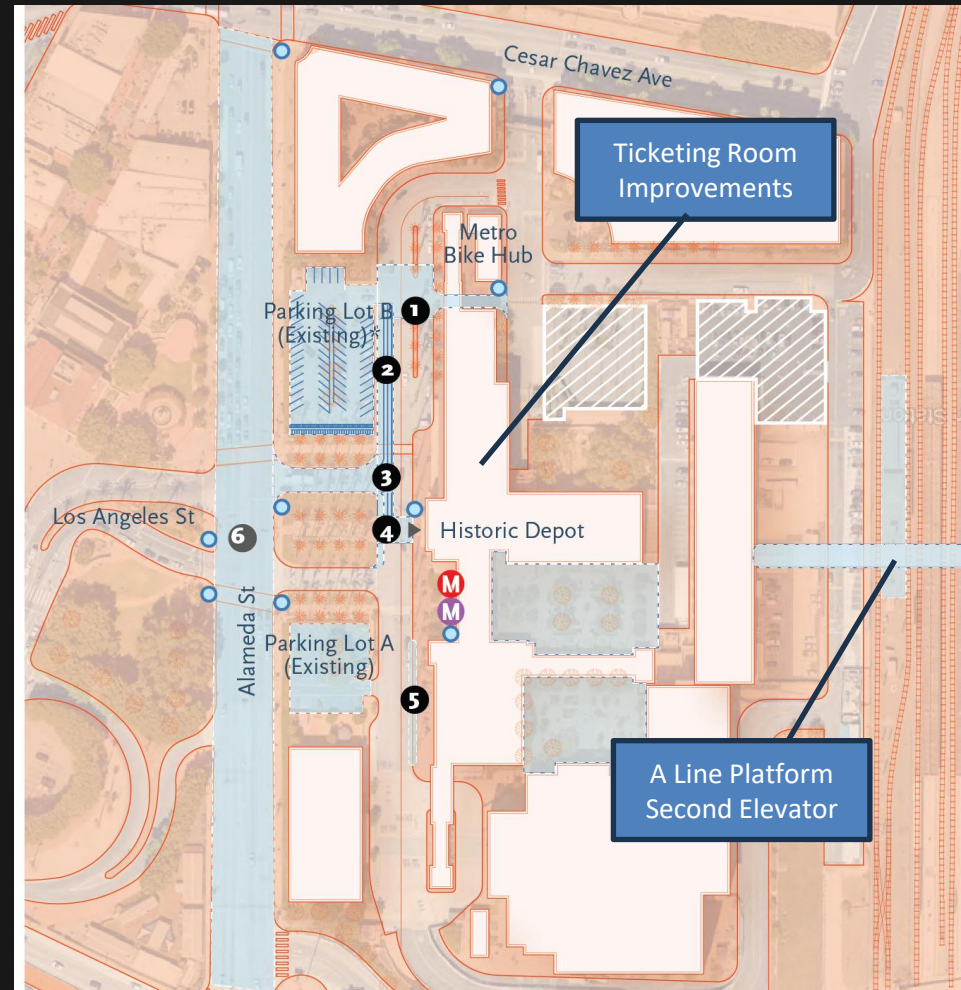 Cesar Chavez Ave
Ticketing Room
Improvements
Metro
Bike Hub
Parking Lot B
(Existing)*
1
2
3
Los Angeles St
6
4
Historic Depot
M
M
Alameda St
Parking Lot A
(Existing)
5
A Line Platform
Second Elevator